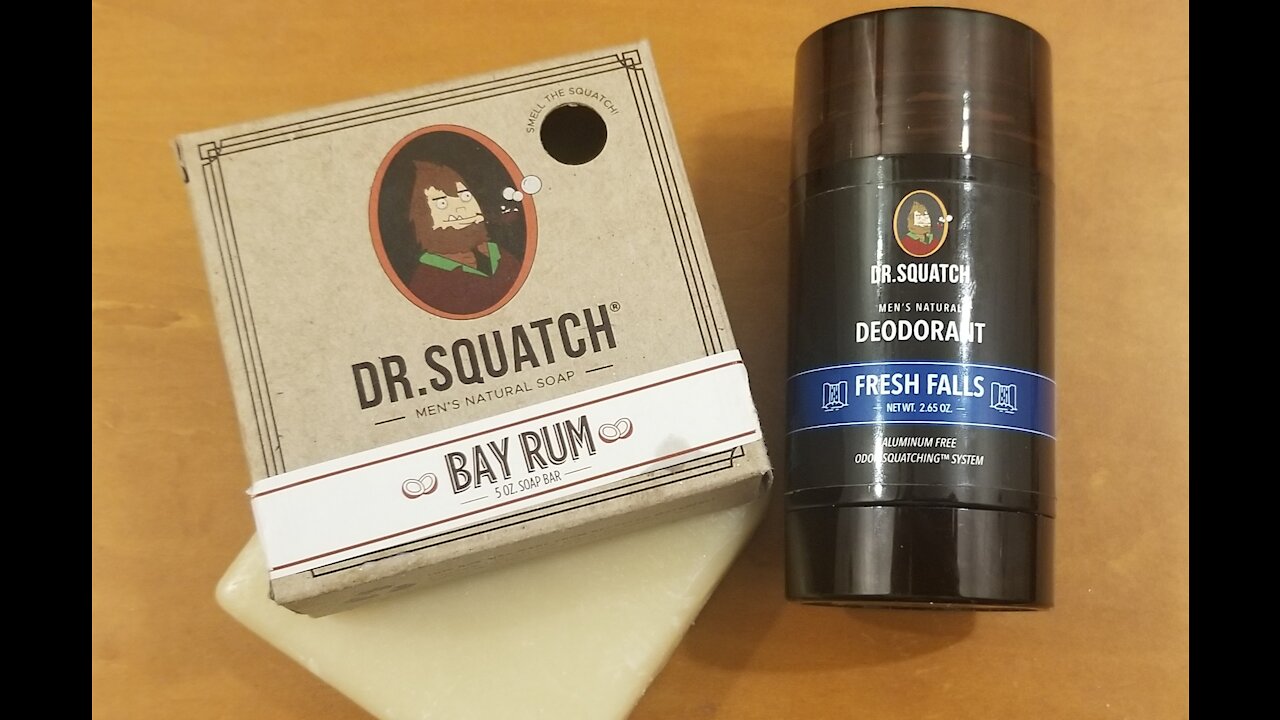 SMELL THE SQUATCH!
DR. SQUATCH®
MEN'S NATURAL SOAP
BAY RUM
5 OZ. SOAP BAR
DR. SQUATCH
MEN'S NATURAL
DEODORANT
FRESH FALLS
NET WT. 2.65 OZ.
ALUMINUM FREE
ODOR-SQUATCHING™ SYSTEM